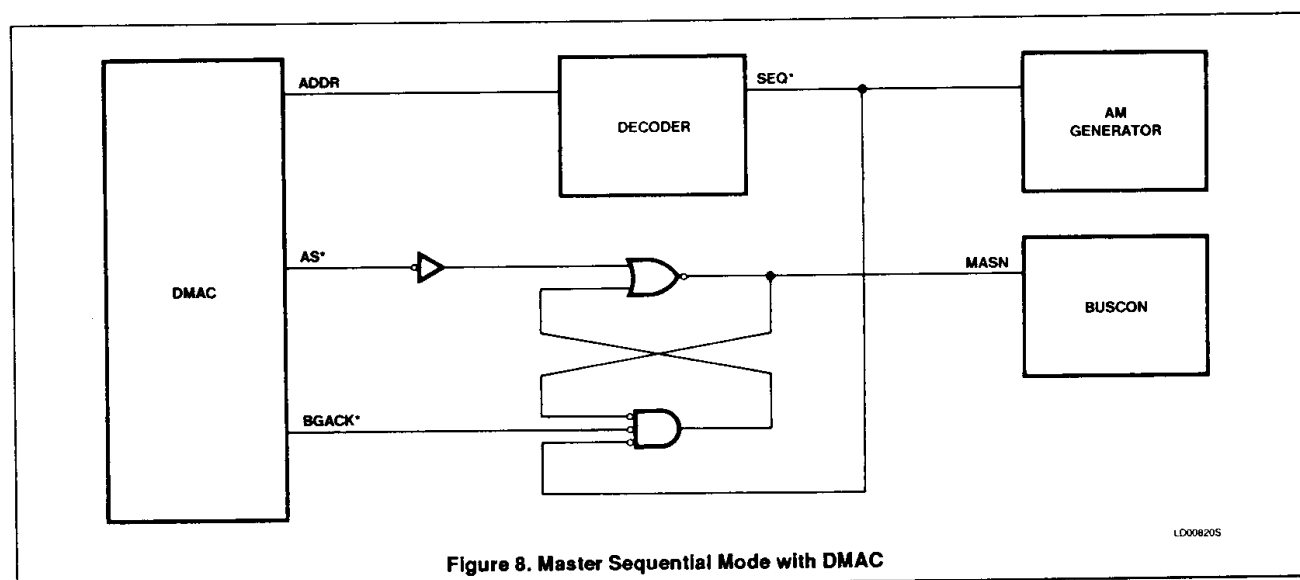 ADDR
SEQ*
DECODER
AM
GENERATOR
AS*
MASN
DMAC
BUSCON
BGACK*
LD00820S
Figure 8. Master Sequential Mode with DMAC